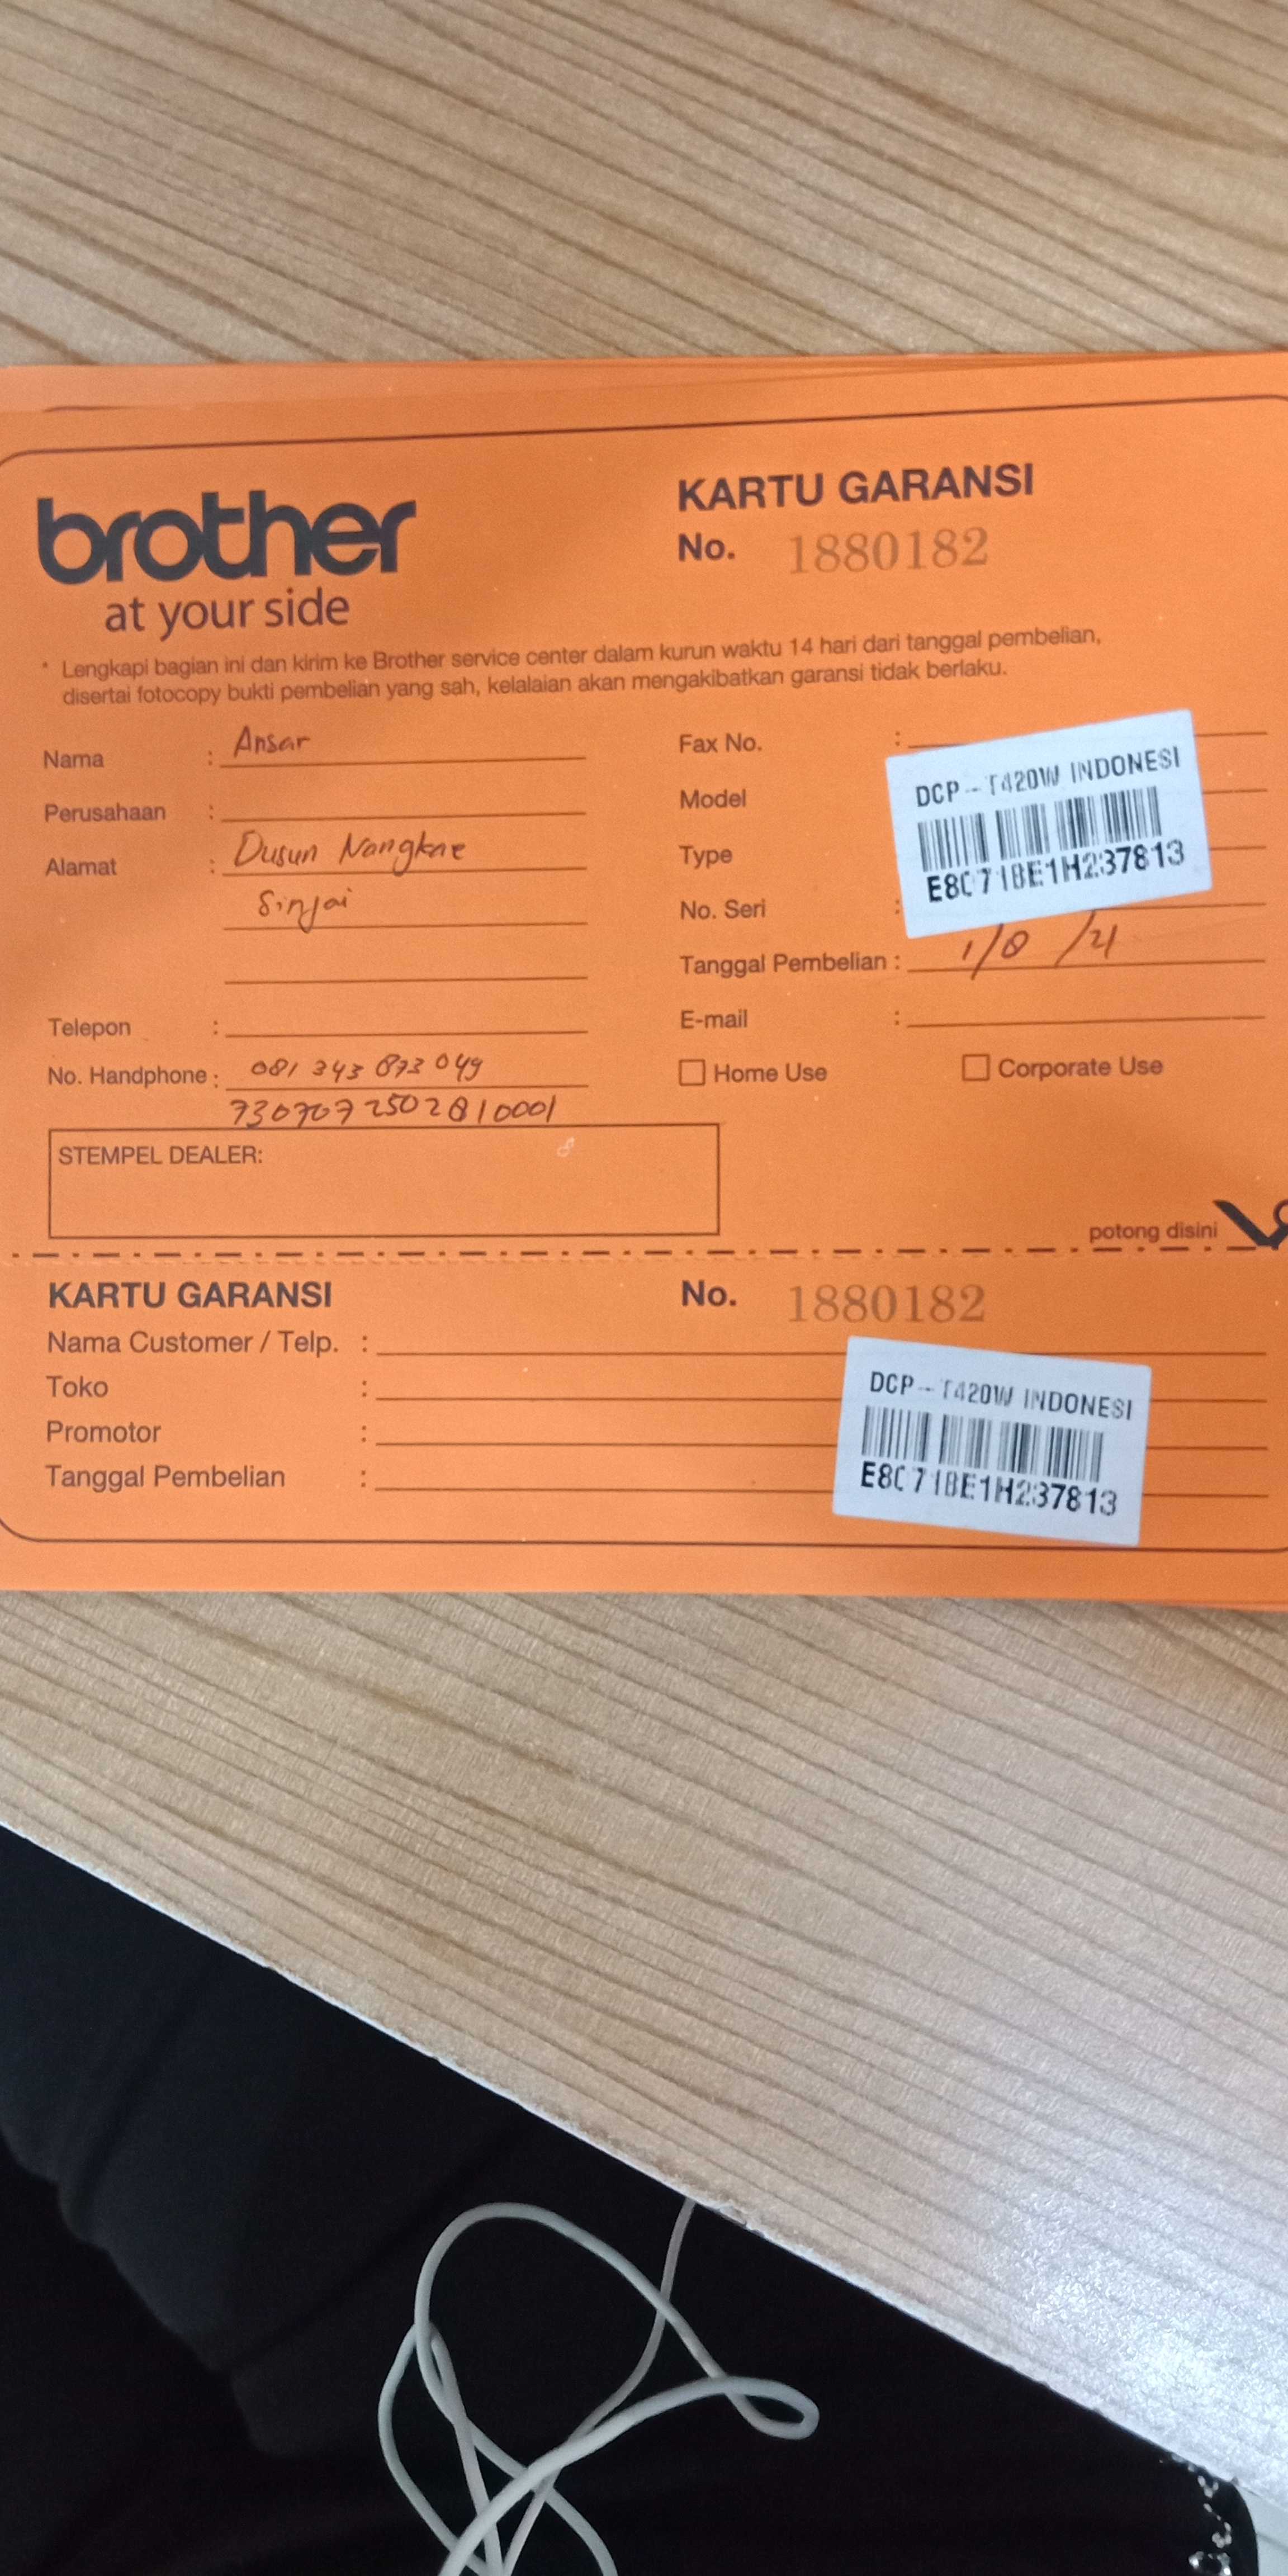 brother
at your side
KARTU GARANSI
No. 1880182
* Lengkapi bagian ini dan kirim ke Brother service center dalam kurun waktu 14 hari dari tanggal pembelian,
disertai fotocopy bukti pembelian yang sah, kelalaian akan mengakibatkan garansi tidak berlaku.
Nama : Ansar
Perusahaan :
Alamat : Dusun Nangkae
Sinjai
Telepon :
No. Handphone : 081 343 873 049
7307072502810001
Fax No. :
Model
Type
No. Seri :
DCP-T420W INDONESI
E80718E1H237813
Tanggal Pembelian : 1/8 /21
E-mail :
Home Use
Corporate Use
STEMPEL DEALER:
potong disini
KARTU GARANSI
No. 1880182
Nama Customer / Telp. :
Toko :
Promotor :
Tanggal Pembelian :
DCP-T420W INDONESI
E80718E1H237813